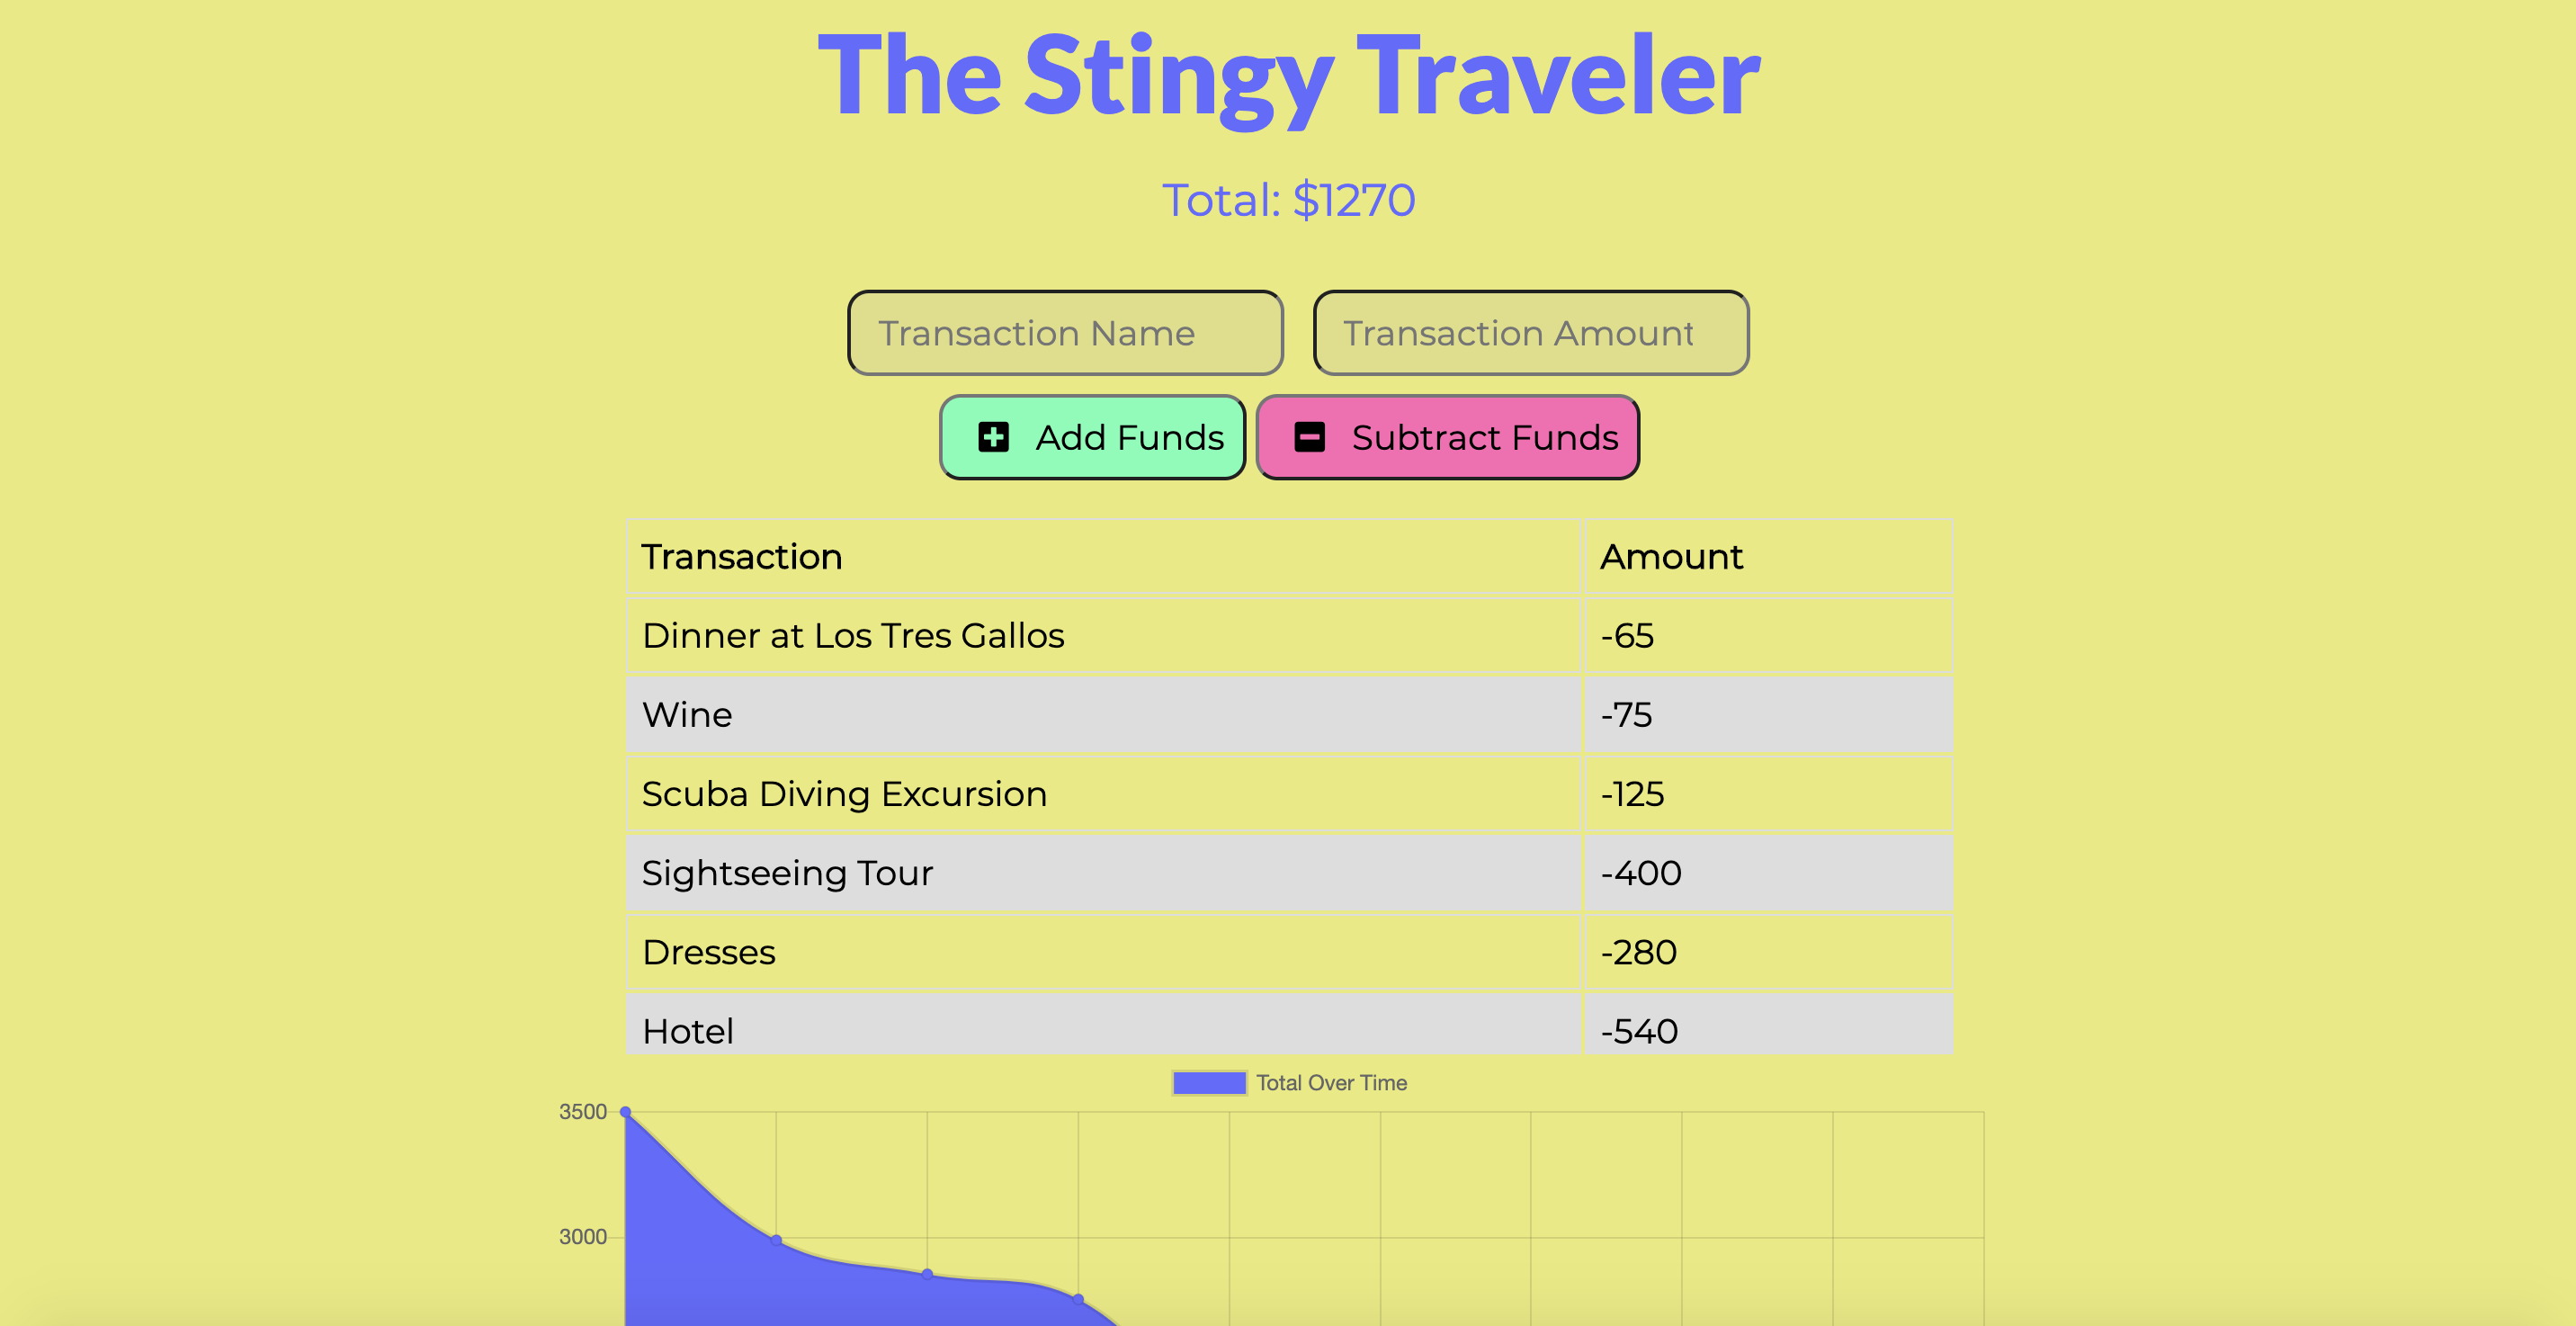 The Stingy Traveler
Total: $1270
Transaction Name
Transaction Amount
Add Funds
Subtract Funds
Transaction Amount
Dinner at Los Tres Gallos -65
Wine -75
Scuba Diving Excursion -125
Sightseeing Tour -400
Dresses -280
Hotel -540
Total Over Time
3500
3000